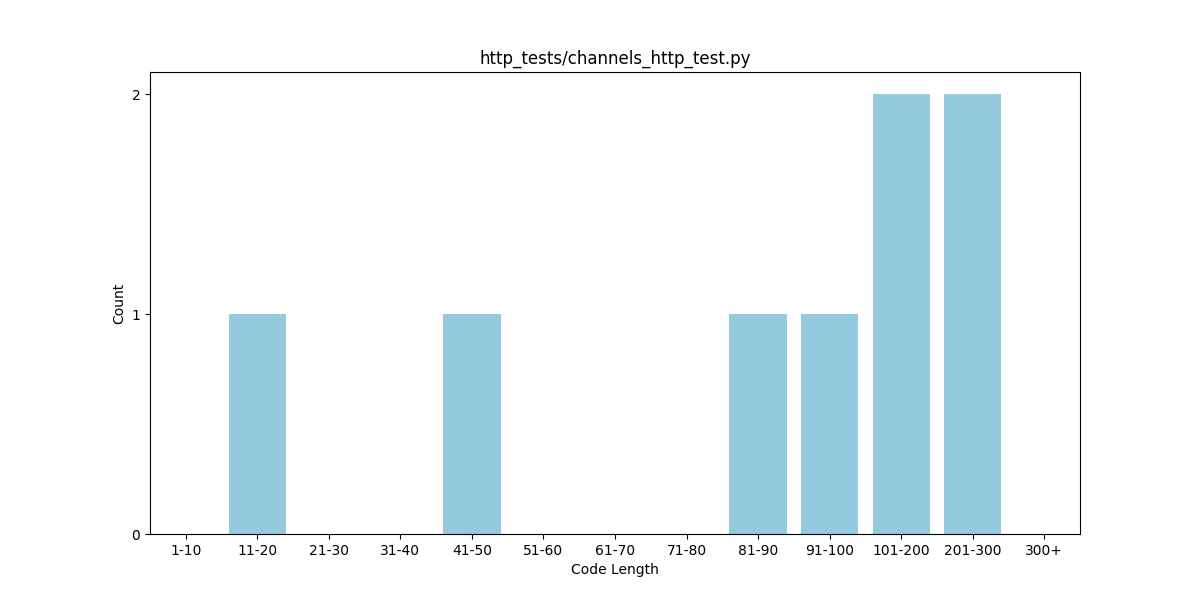 http_tests/channels_http_test.py
2
1
0
Count
1-10 11-20 21-30 31-40 41-50 51-60 61-70 71-80 81-90 91-100 101-200 201-300 300+
Code Length